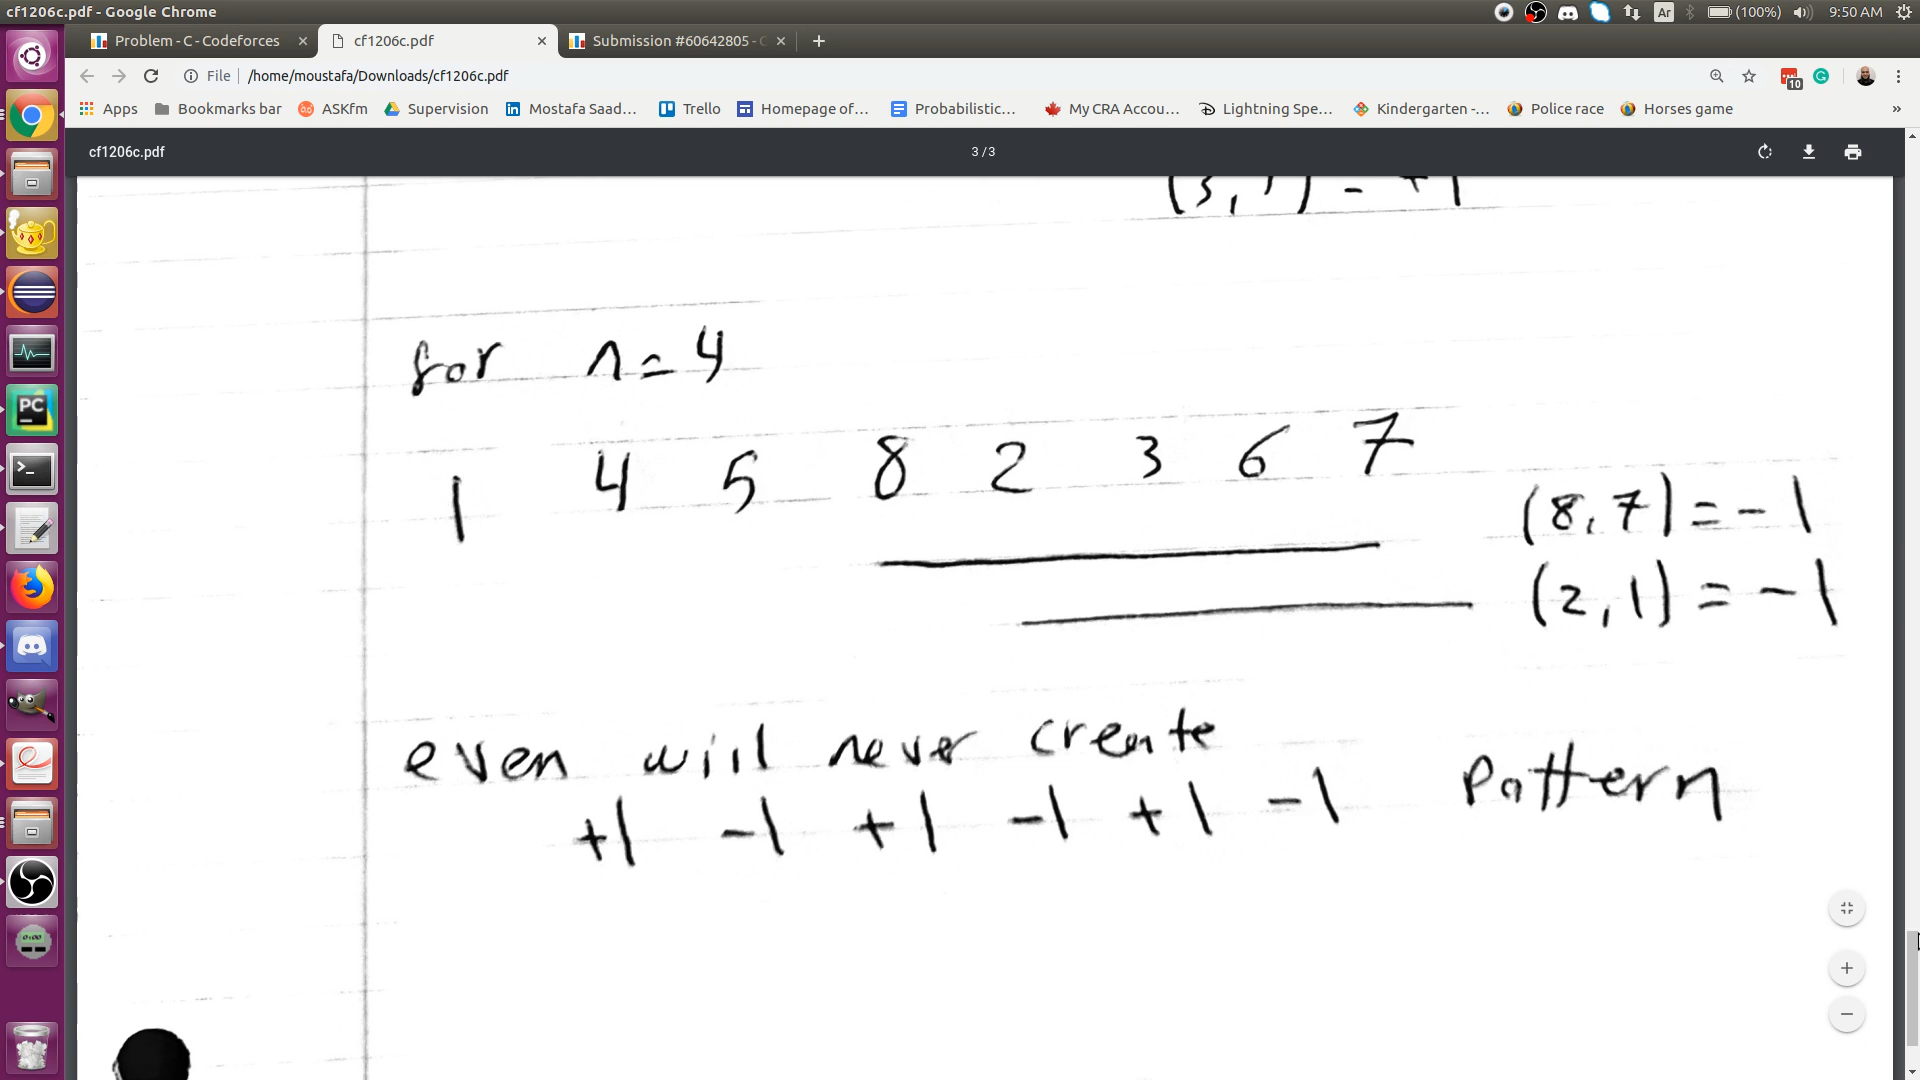 cf1206c.pdf - Google Chrome
Ar (100%) 9:50 AM
Problem - C - Codeforces
cf1206c.pdf
Submission #60642805 - C
File /home/moustafa/Downloads/cf1206c.pdf
10
Apps Bookmarks bar ASKfm Supervision Mostafa Saad... Trello Homepage of... Probabilistic... My CRA Accou... Lightning Spe... Kindergarten -... Police race Horses game »
cf1206c.pdf 3 / 3
for n = 4
1 4 5 8 2 3 6 7
(8,7) = -1
(2,1) = -1
even will never create
+1 -1 +1 -1 +1 -1 Pattern